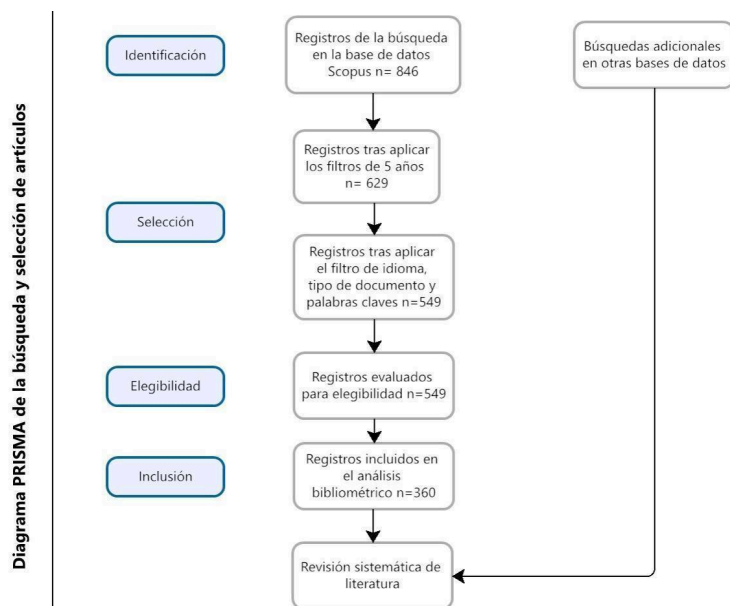 Diagrama PRISMA de la búsqueda y selección de artículos
Identificación
Registros de la búsqueda
en la base de datos
Scopus n= 846
Búsquedas adicionales
en otras bases de datos
Registros tras aplicar
los filtros de 5 años
n= 629
Selección
Registros tras aplicar
el filtro de idioma,
tipo de documento y
palabras claves n=549
Elegibilidad
Registros evaluados
para elegibilidad n=549
Inclusión
Registros incluidos en
el análisis
bibliométrico n=360
Revisión sistemática de
literatura